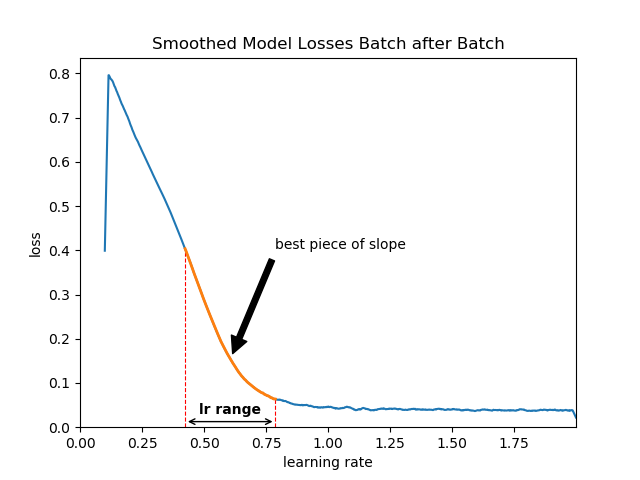 Smoothed Model Losses Batch after Batch
loss
0.8
0.7
0.6
0.5
0.4
0.3
0.2
0.1
0.0
best piece of slope
lr range
0.00 0.25 0.50 0.75 1.00 1.25 1.50 1.75
learning rate